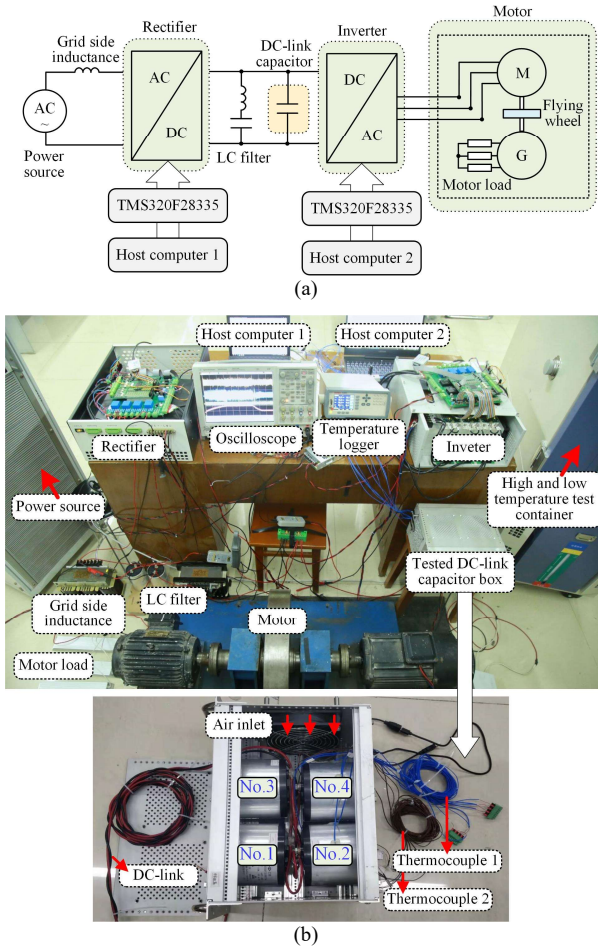 Rectifier
Inverter
Motor
Grid side
inductance
DC-link
capacitor
AC
DC
DC
AC
M
AC
~
Flying
wheel
G
Power
source
LC filter
Motor load
TMS320F28335
TMS320F28335
Host computer 1
Host computer 2
(a)
Host computer 1
Host computer 2
Rectifier
Oscilloscope
Temperature
logger
Inveter
Power source
High and low
temperature test
container
Tested DC-link
capacitor box
Grid side
inductance
LC filter
Motor
Motor load
Air inlet
No.3
No.4
No.1
No.2
DC-link
Thermocouple 1
Thermocouple 2
(b)